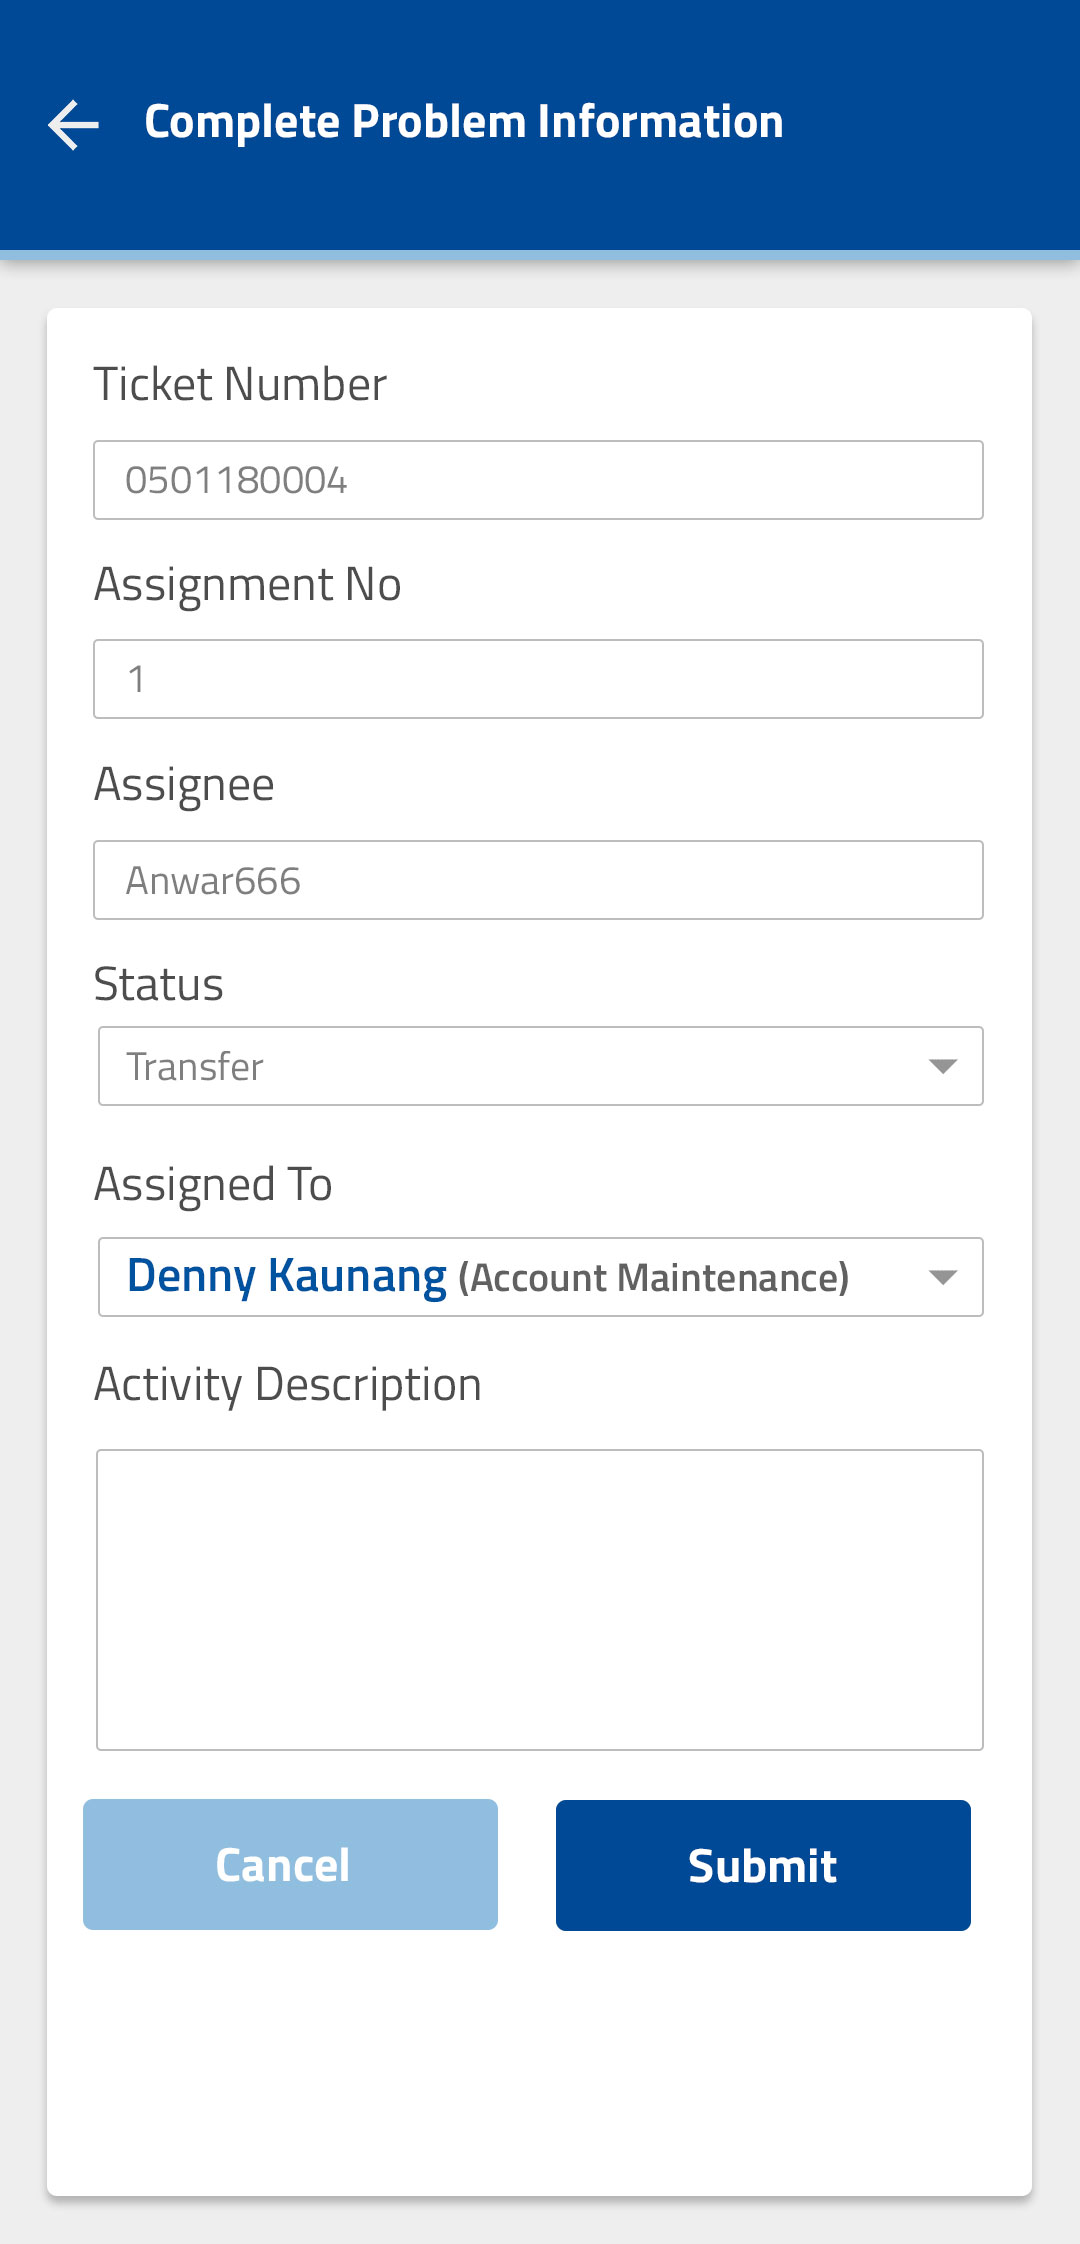 Complete Problem Information
Ticket Number
0501180004
Assignment No
1
Assignee
Anwar666
Status
Transfer
Assigned To
Denny Kaunang (Account Maintenance)
Activity Description
Cancel
Submit